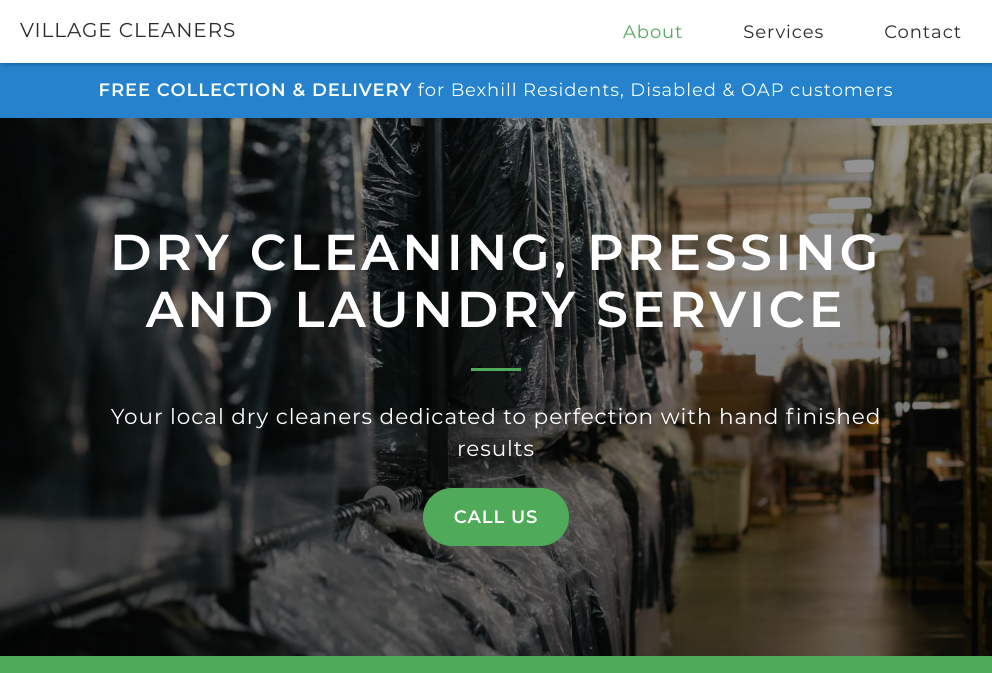 VILLAGE CLEANERS
About Services Contact
FREE COLLECTION & DELIVERY for Bexhill Residents, Disabled & OAP customers
DRY CLEANING, PRESSING
AND LAUNDRY SERVICE
Your local dry cleaners dedicated to perfection with hand finished
results
CALL US